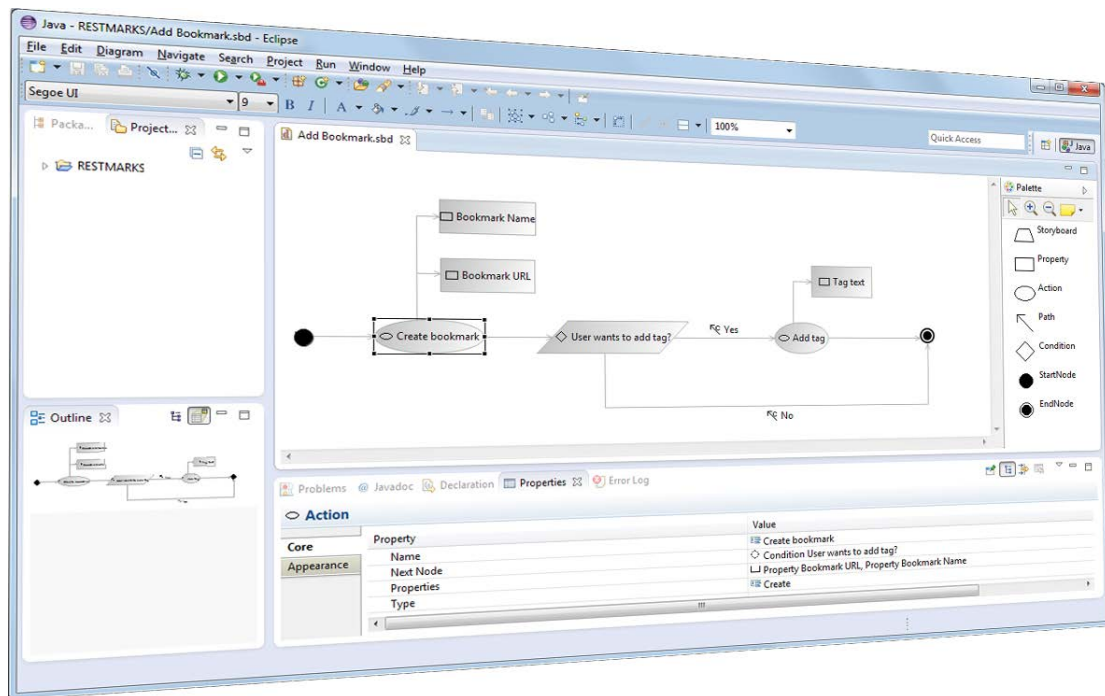 Java - RESTMARKS/Add Bookmark.sbd - Eclipse
File Edit Diagram Navigate Search Project Run Window Help
Segoe UI 9 B I A 100%
Quick Access Java
Packa... Project...
RESTMARKS
Add Bookmark.sbd
Bookmark Name
Bookmark URL
Tag text
Create bookmark
User wants to add tag?
Yes
Add tag
No
Palette
Storyboard
Property
Action
Path
Condition
StartNode
EndNode
Outline
Problems @ Javadoc Declaration Properties Error Log
Action
Core
Appearance
Property Value
Name Create bookmark
Next Node Condition User wants to add tag?
Properties Property Bookmark URL, Property Bookmark Name
Type Create